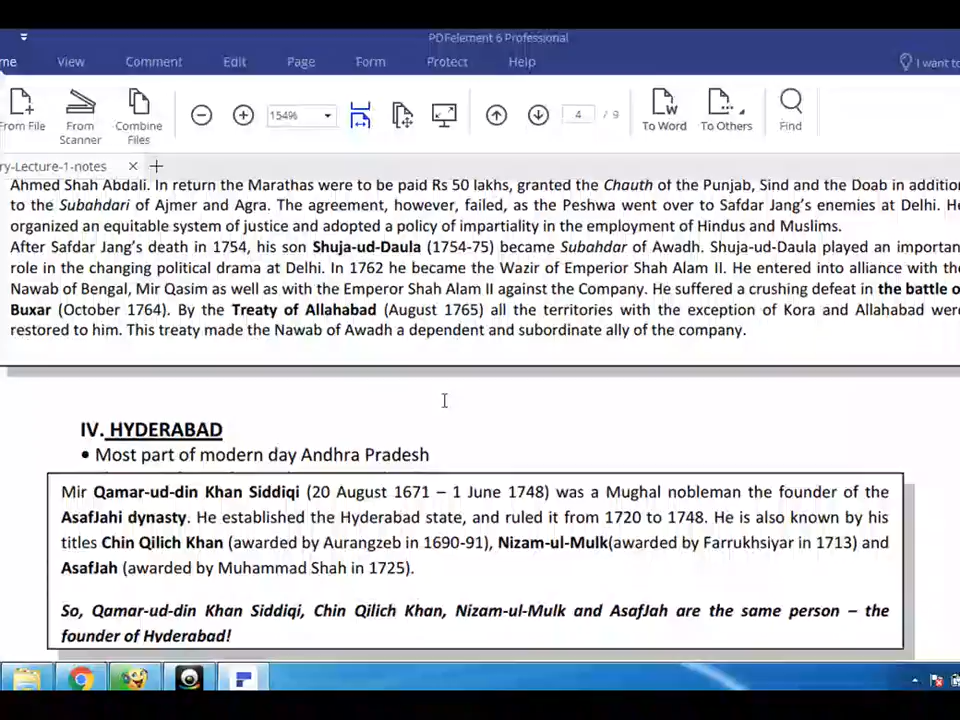 PDFelement 6 Professional
me View Comment Edit Page Form Protect Help I want to
From File From Scanner Combine Files 154% 4 / 9 To Word To Others Find
ry-Lecture-1-notes × +
Ahmed Shah Abdali. In return the Marathas were to be paid Rs 50 lakhs, granted the Chauth of the Punjab, Sind and the Doab in addition
to the Subahdari of Ajmer and Agra. The agreement, however, failed, as the Peshwa went over to Safdar Jang's enemies at Delhi. He
organized an equitable system of justice and adopted a policy of impartiality in the employment of Hindus and Muslims.
After Safdar Jang's death in 1754, his son Shuja-ud-Daula (1754-75) became Subahdar of Awadh. Shuja-ud-Daula played an importan
role in the changing political drama at Delhi. In 1762 he became the Wazir of Emperior Shah Alam II. He entered into alliance with the
Nawab of Bengal, Mir Qasim as well as with the Emperor Shah Alam II against the Company. He suffered a crushing defeat in the battle o
Buxar (October 1764). By the Treaty of Allahabad (August 1765) all the territories with the exception of Kora and Allahabad were
restored to him. This treaty made the Nawab of Awadh a dependent and subordinate ally of the company.
IV. HYDERABAD
• Most part of modern day Andhra Pradesh
Mir Qamar-ud-din Khan Siddiqi (20 August 1671 – 1 June 1748) was a Mughal nobleman the founder of the
AsafJahi dynasty. He established the Hyderabad state, and ruled it from 1720 to 1748. He is also known by his
titles Chin Qilich Khan (awarded by Aurangzeb in 1690-91), Nizam-ul-Mulk(awarded by Farrukhsiyar in 1713) and
AsafJah (awarded by Muhammad Shah in 1725).
So, Qamar-ud-din Khan Siddiqi, Chin Qilich Khan, Nizam-ul-Mulk and AsafJah are the same person – the
founder of Hyderabad!